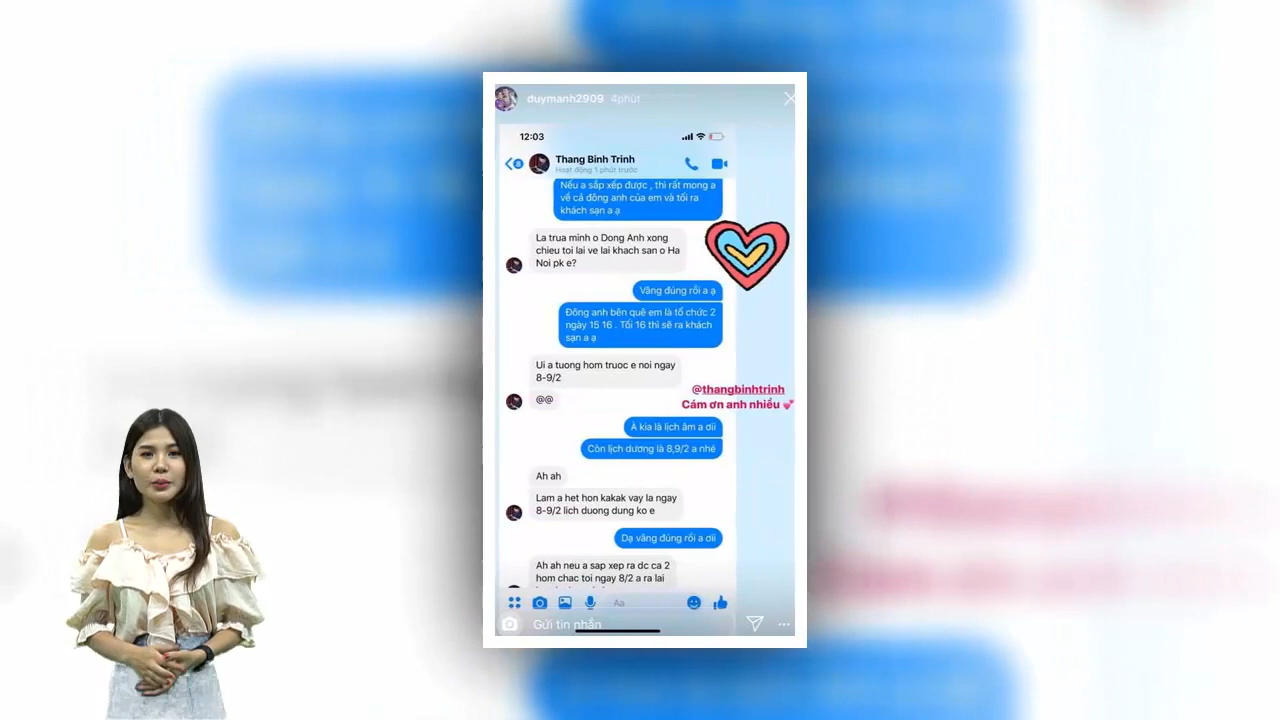 duymanh2909 4phút
12:03
8
Thang Binh Trinh
Hoạt động 1 phút trước
Nếu a sắp xếp được , thì rất mong a
về cả đông anh của em và tối ra
khách sạn a ạ
La trua minh o Dong Anh xong
chieu toi lai ve lai khach san o Ha
Noi pk e?
Vâng đúng rồi a ạ
Đông anh bên quê em là tổ chức 2
ngày 15 16 . Tối 16 thì sẽ ra khách
sạn a ạ
Ui a tuong hom truoc e noi ngay
8-9/2
@@
@thangbinhtrinh
Cám ơn anh nhiều
À kia là lịch âm a ơii
Còn lịch dương là 8,9/2 a nhé
Ah ah
Lam a het hon kakak vay la ngay
8-9/2 lich duong dung ko e
Dạ vâng đúng rồi a ơii
Ah ah neu a sap xep ra dc ca 2
hom chac toi ngay 8/2 a ra lai
Aa
Gửi tin nhắn